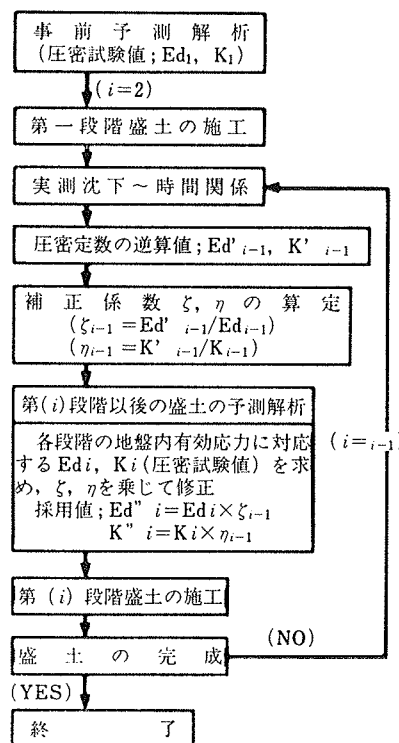 事前予測解析
(圧密試験値;Ed₁, K₁)
(i=2)
第一段階盛土の施工
実測沈下~時間関係
圧密定数の逆算値;Ed'ᵢ₋₁, K'ᵢ₋₁
補正係数ζ, ηの算定
(ζᵢ₋₁=Ed'ᵢ₋₁/Edᵢ₋₁)
(ηᵢ₋₁=K'ᵢ₋₁/Kᵢ₋₁)
第(i)段階以後の盛土の予測解析
各段階の地盤内有効応力に対応
するEdi, Ki(圧密試験値)を求
め, ζ, ηを乗じて修正
採用値;Ed"i=Edi×ζᵢ₋₁
K"i=Ki×ηᵢ₋₁
(i=ᵢ₋₁)
第(i)段階盛土の施工
(NO)
盛土の完成
(YES)
終了